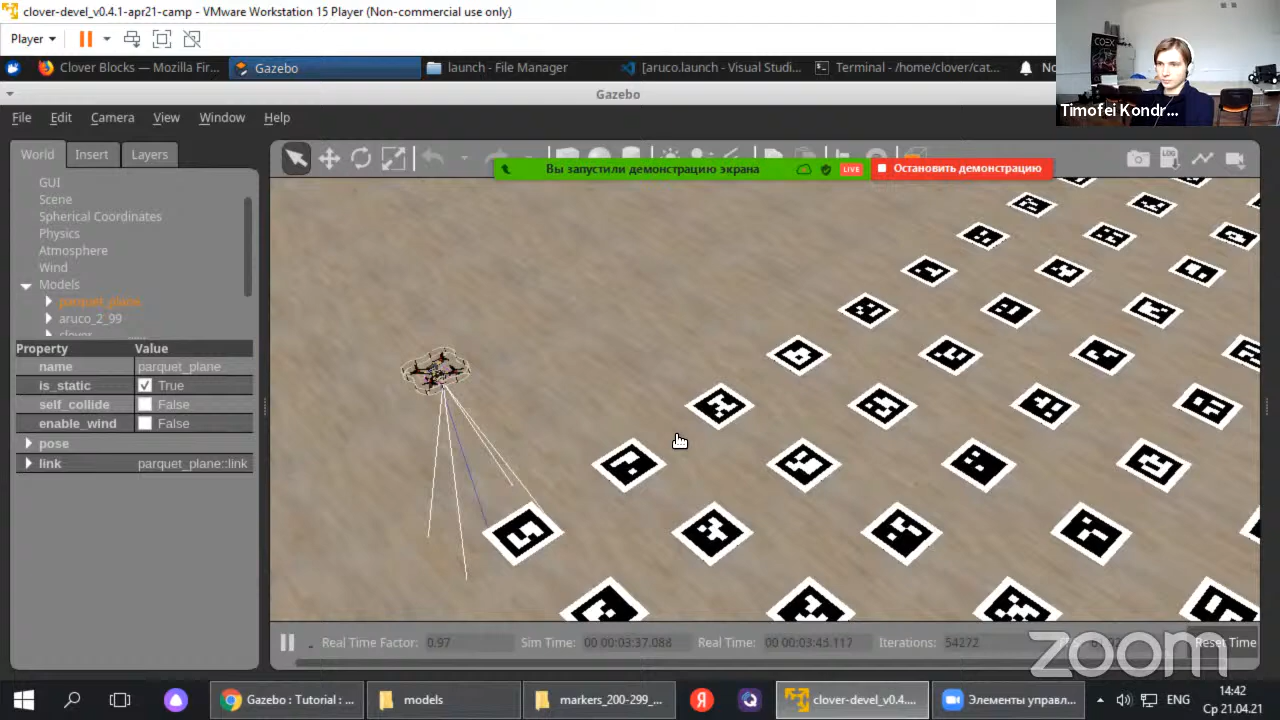 clover-devel_v0.4.1-apr21-camp - VMware Workstation 15 Player (Non-commercial use only)
Player
Clover Blocks — Mozilla Fir...
Gazebo
launch - File Manager
[aruco.launch - Visual Studi...
Terminal - /home/clover/cat...
COEX
Timofei Kondr...
Gazebo
File Edit Camera View Window Help
World Insert Layers
Вы запустили демонстрацию экрана
LIVE
Остановить демонстрацию
LOG
GUI
Scene
Spherical Coordinates
Physics
Atmosphere
Wind
Models
parquet_plane
aruco_2_99
clover
Property Value
name parquet_plane
is_static True
self_collide False
enable_wind False
pose
link parquet_plane::link
Real Time Factor: 0.97 Sim Time: 00 00:03:37.088 Real Time: 00 00:03:45.117 Iterations: 54272 Reset Time
zoom
Gazebo : Tutorial : ...
models
markers_200-299_...
Я
clover-devel_v0.4....
Элементы управл...
ENG
14:42
Ср 21.04.21